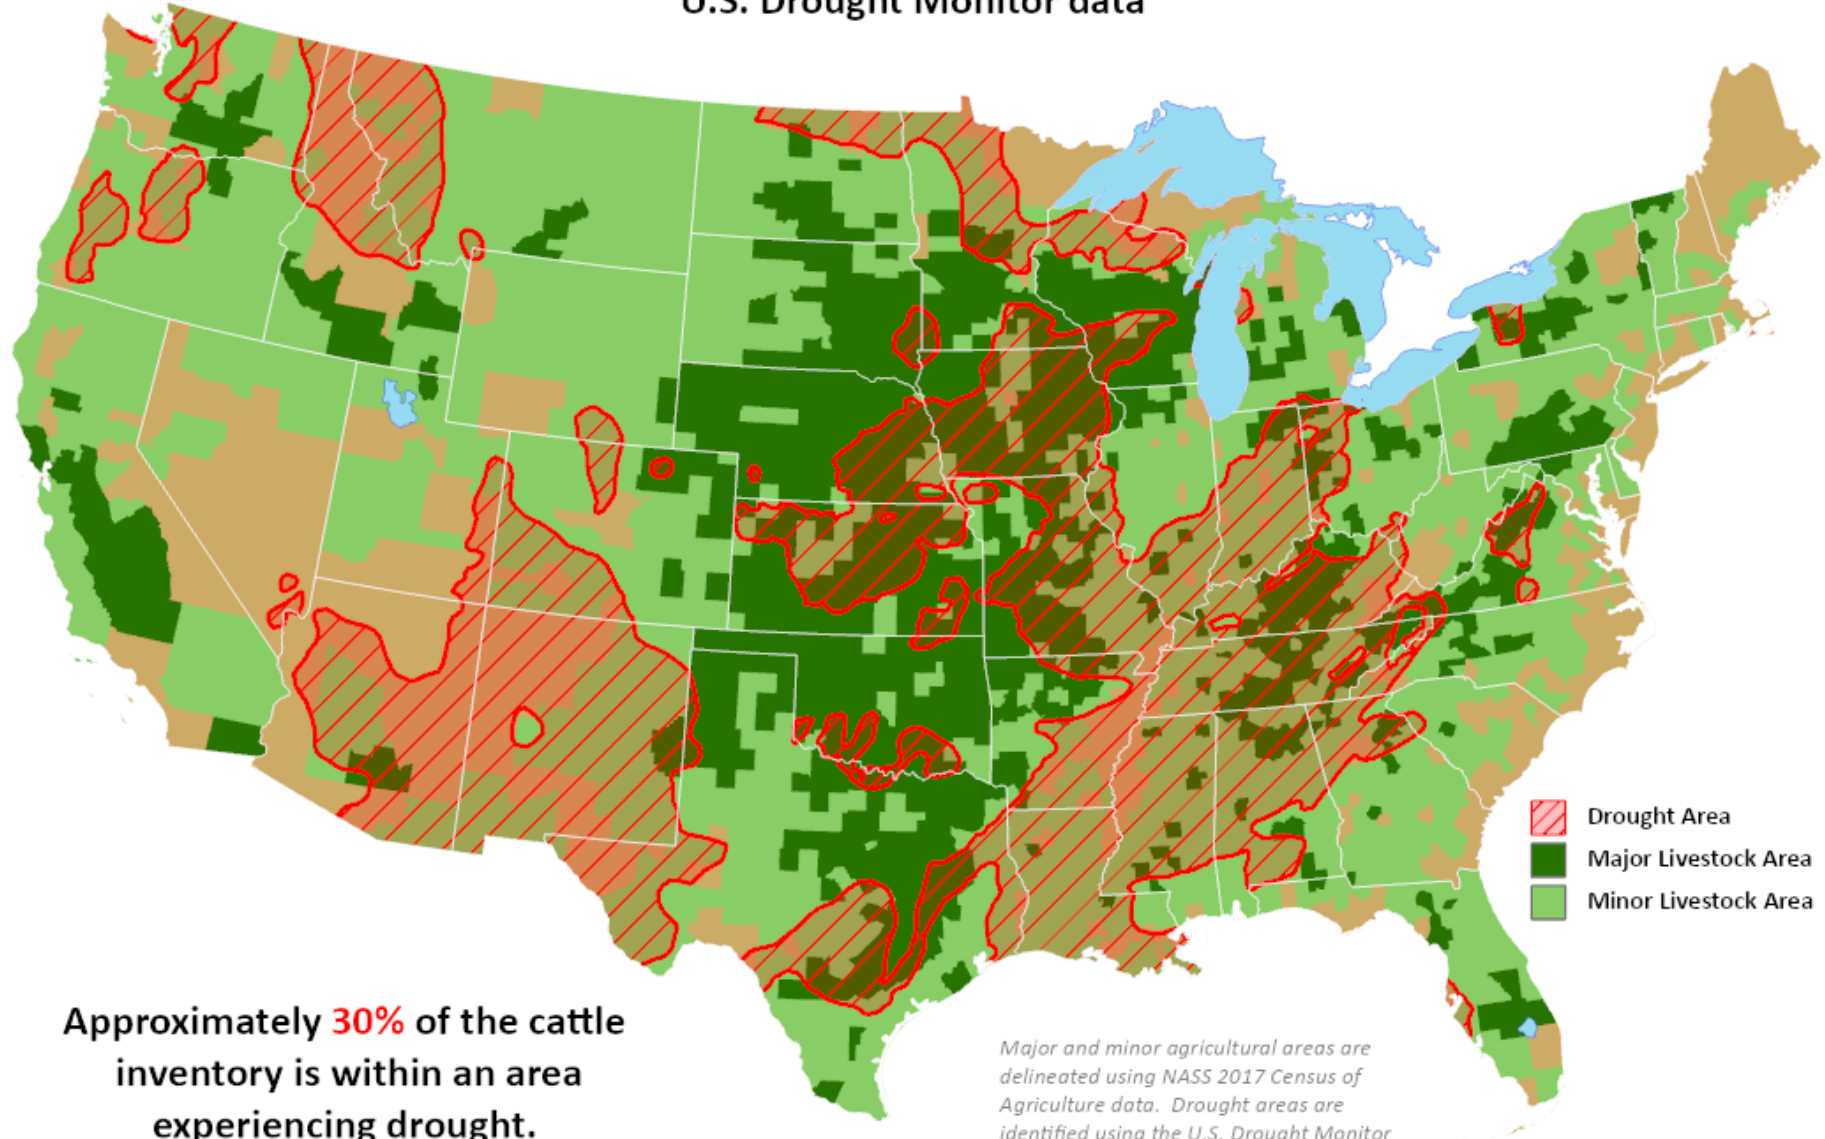 U.S. Drought Monitor data
Drought Area
Major Livestock Area
Minor Livestock Area
Approximately 30% of the cattle
inventory is within an area
experiencing drought.
Major and minor agricultural areas are
delineated using NASS 2017 Census of
Agriculture data. Drought areas are
identified using the U.S. Drought Monitor